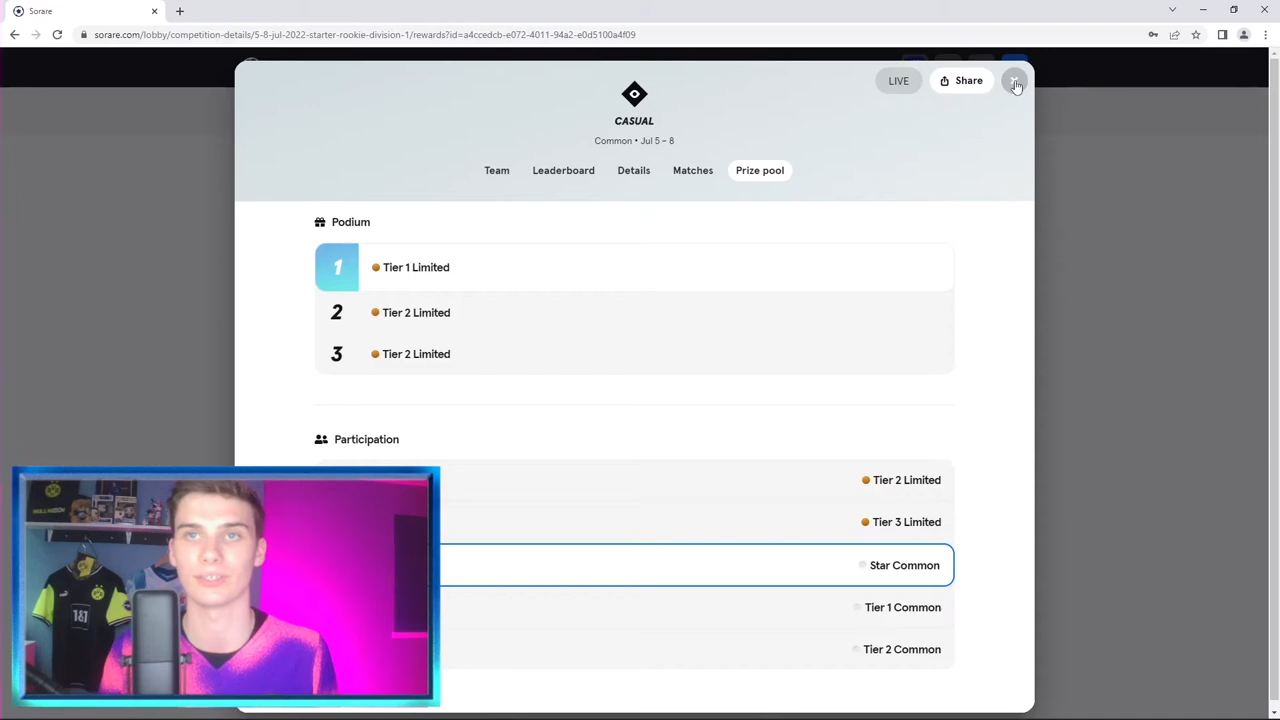 Sorare
sorare.com/lobby/competition-details/5-8-jul-2022-starter-rookie-division-1/rewards?id=a4ccedcb-e072-4011-94a2-e0d5100a4f09
LIVE
Share
CASUAL
Common • Jul 5 – 8
Team Leaderboard Details Matches Prize pool
Podium
1 Tier 1 Limited
2 Tier 2 Limited
3 Tier 2 Limited
Participation
Tier 2 Limited
Tier 3 Limited
Star Common
Tier 1 Common
Tier 2 Common
1&1